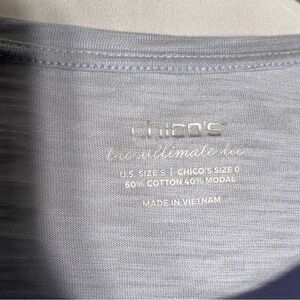 chico's
the ultimate tee
U.S. SIZE S | CHICO'S SIZE 0
60% COTTON 40% MODAL
MADE IN VIETNAM